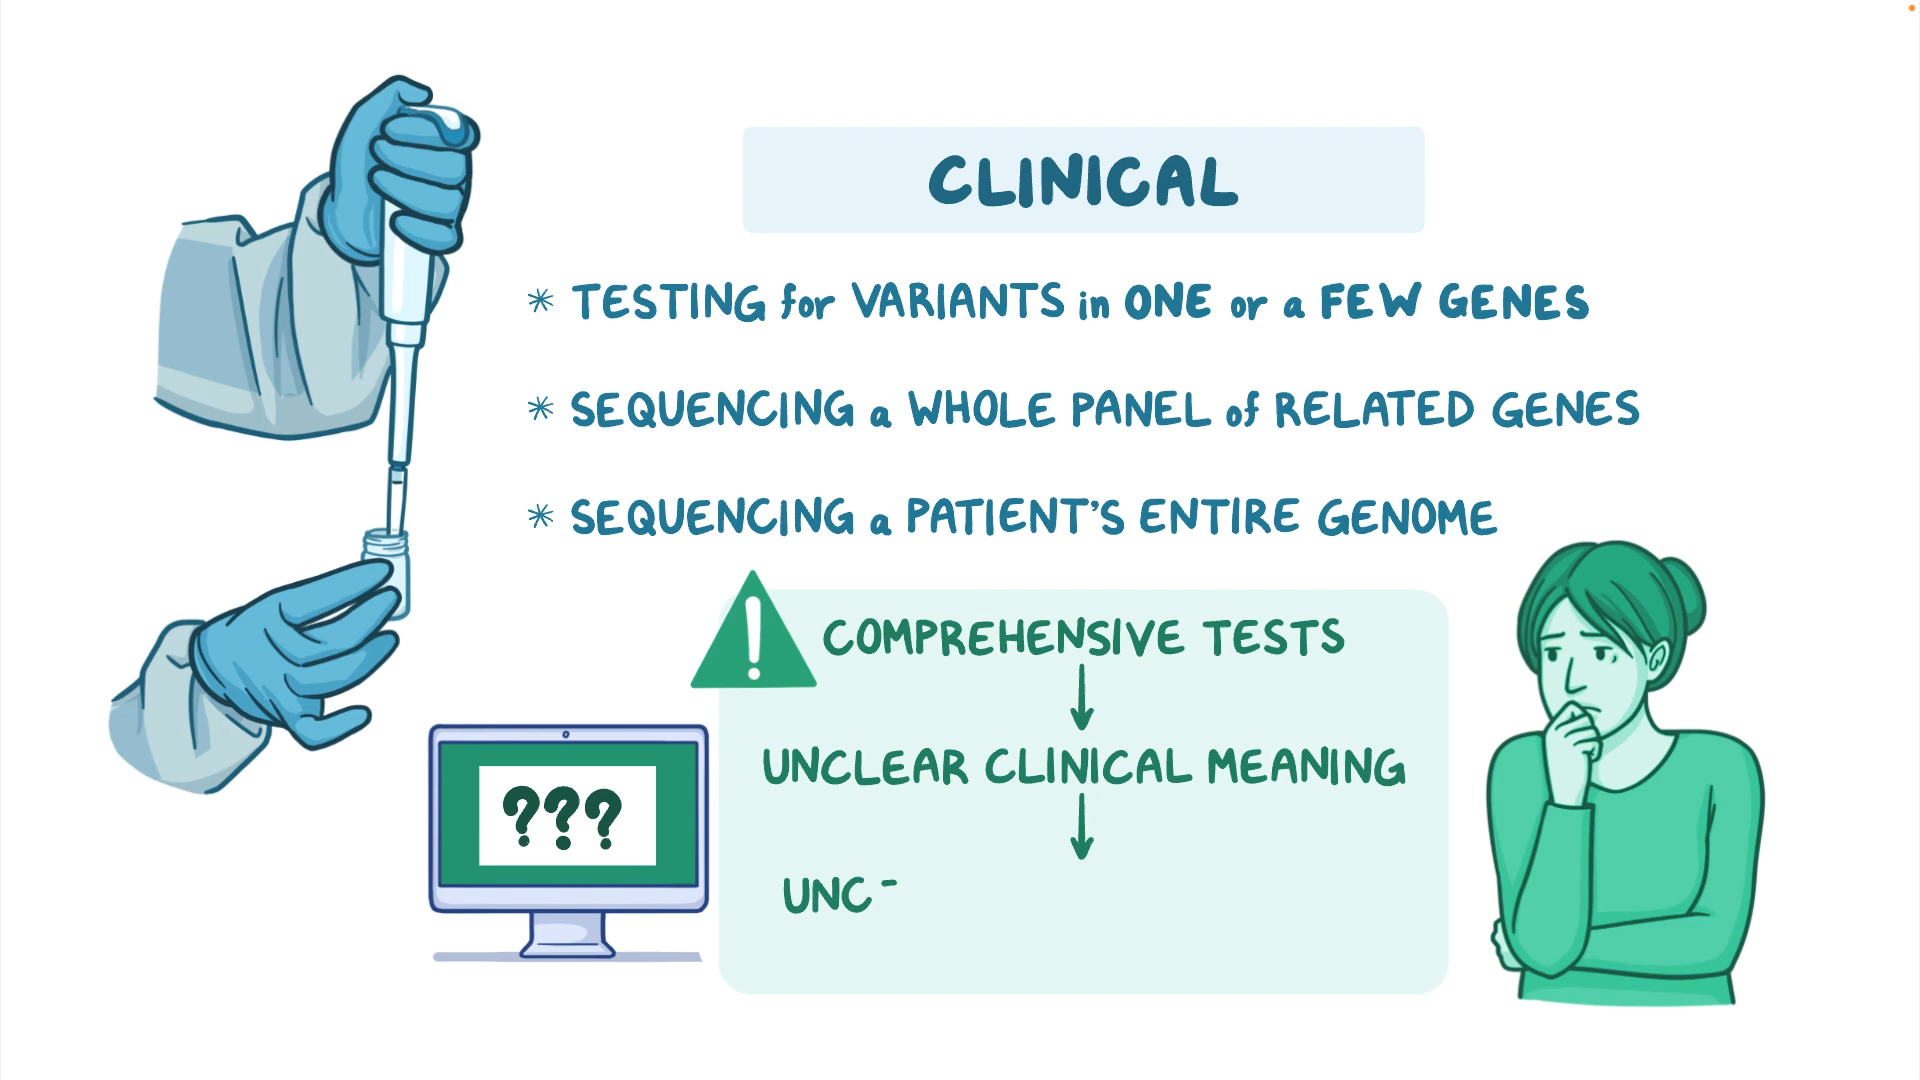 CLINICAL
* TESTING for VARIANTS in ONE or a FEW GENES
* SEQUENCING a WHOLE PANEL of RELATED GENES
* SEQUENCING a PATIENT'S ENTIRE GENOME
! COMPREHENSIVE TESTS
UNCLEAR CLINICAL MEANING
???
UNC